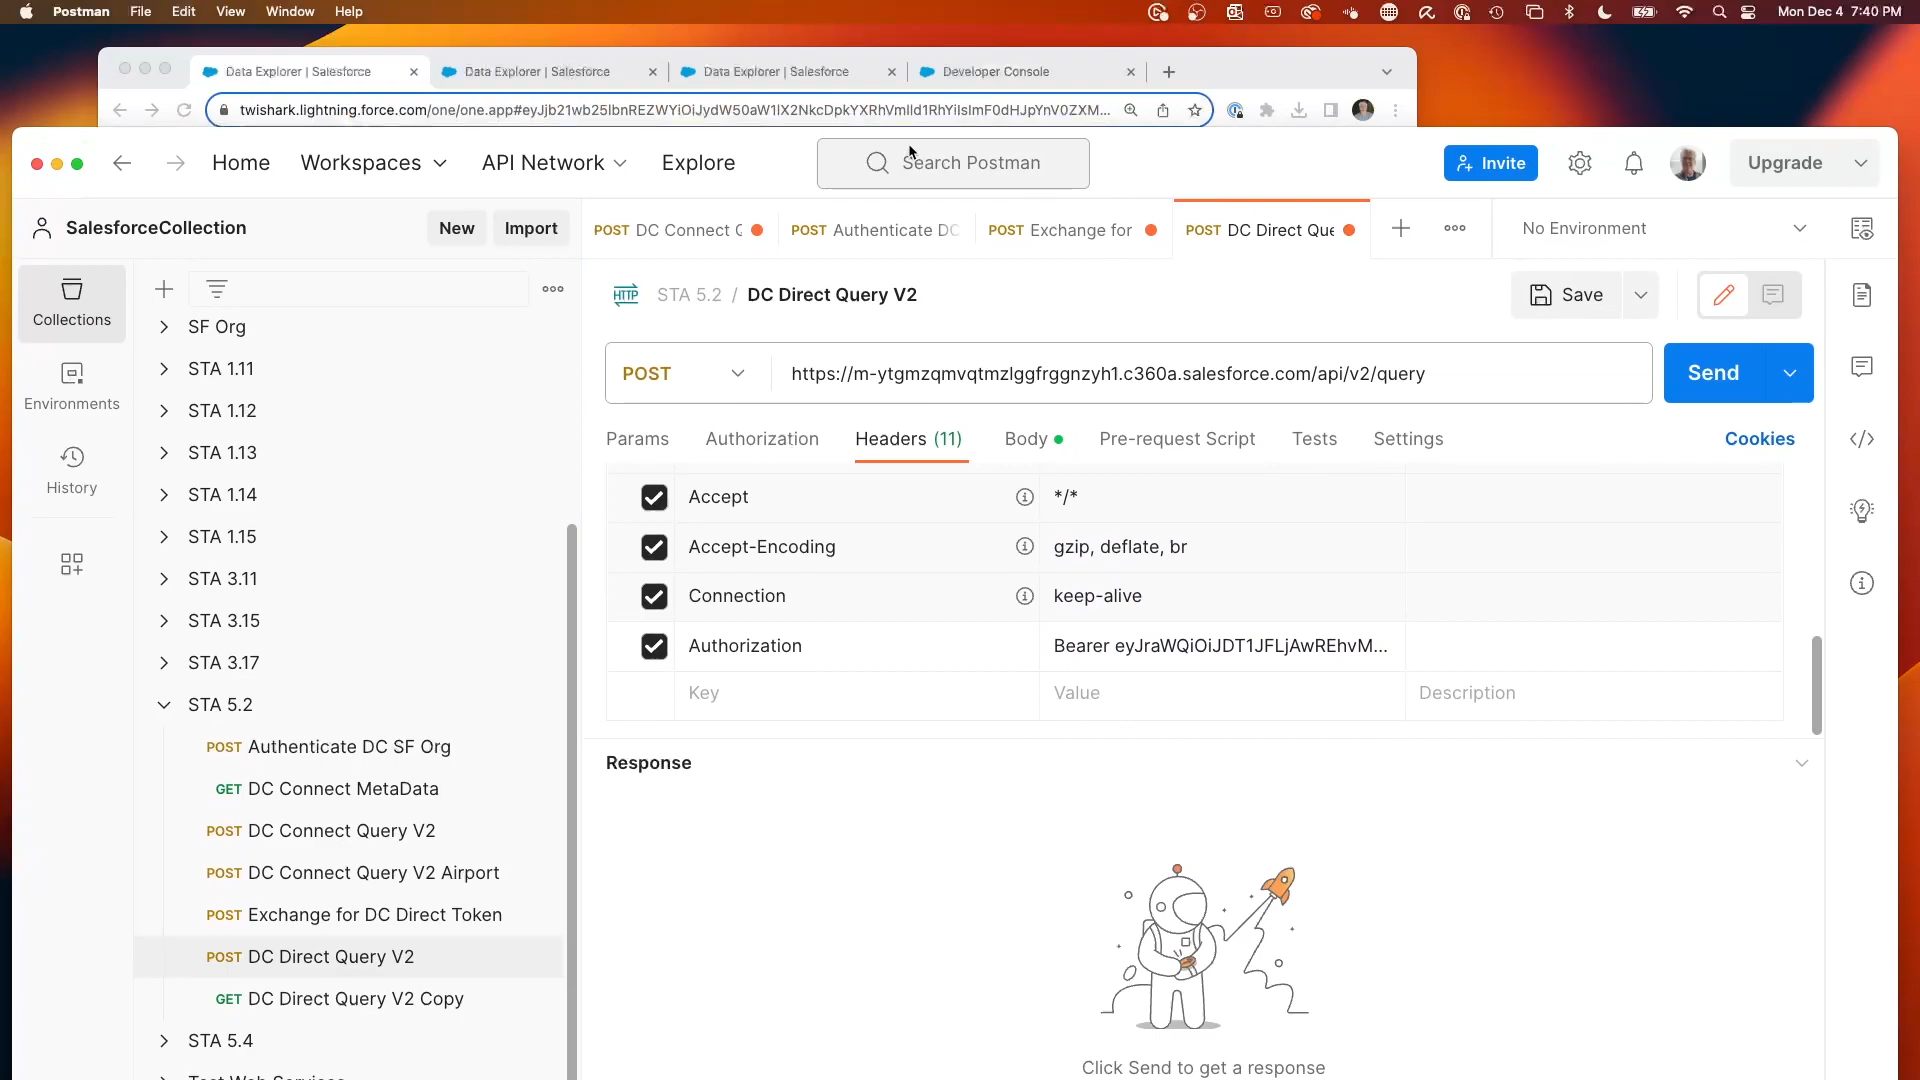 Postman File Edit View Window Help Mon Dec 4 7:40 PM
Data Explorer | Salesforce Data Explorer | Salesforce Data Explorer | Salesforce Developer Console
Home Workspaces API Network Explore Search Postman Invite Upgrade
SalesforceCollection New Import
POST DC Connect POST Authenticate DC POST Exchange for POST DC Direct Que No Environment
Collections
Environments
History
SF Org
STA 1.11
STA 1.12
STA 1.13
STA 1.14
STA 1.15
STA 3.11
STA 3.15
STA 3.17
STA 5.2
POST Authenticate DC SF Org
GET DC Connect MetaData
POST DC Connect Query V2
POST DC Connect Query V2 Airport
POST Exchange for DC Direct Token
POST DC Direct Query V2
GET DC Direct Query V2 Copy
STA 5.4
HTTP STA 5.2 / DC Direct Query V2 Save
POST https://m-ytgmzqmvqtmzlggfrggnzyh1.c360a.salesforce.com/api/v2/query Send
Params Authorization Headers (11) Body Pre-request Script Tests Settings Cookies
Accept */*
Accept-Encoding gzip, deflate, br
Connection keep-alive
Authorization Bearer eyJraWQiOiJDT1JFLjAwREhvM...
Key Value Description
Response
Click Send to get a response